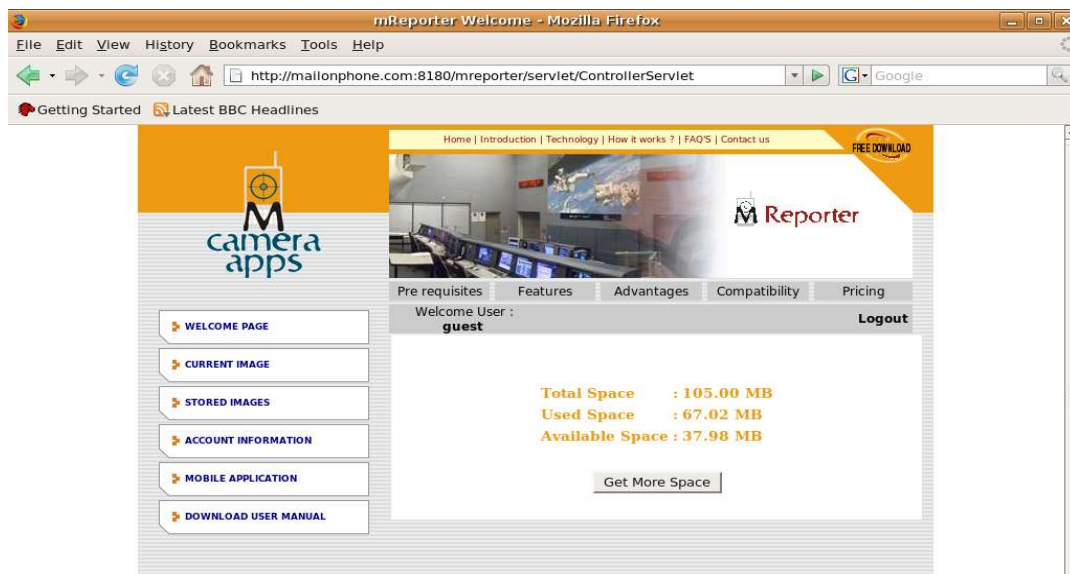 mReporter Welcome - Mozilla Firefox
File Edit View History Bookmarks Tools Help
http://mailonphone.com:8180/mreporter/servlet/ControllerServlet
G Google
Getting Started Latest BBC Headlines
Home | Introduction | Technology | How it works ? | FAQ'S | Contact us
FREE DOWNLOAD
M
camera
apps
M Reporter
Pre requisites Features Advantages Compatibility Pricing
Welcome User :
guest
Logout
WELCOME PAGE
CURRENT IMAGE
STORED IMAGES
ACCOUNT INFORMATION
MOBILE APPLICATION
DOWNLOAD USER MANUAL
Total Space : 105.00 MB
Used Space : 67.02 MB
Available Space : 37.98 MB
Get More Space